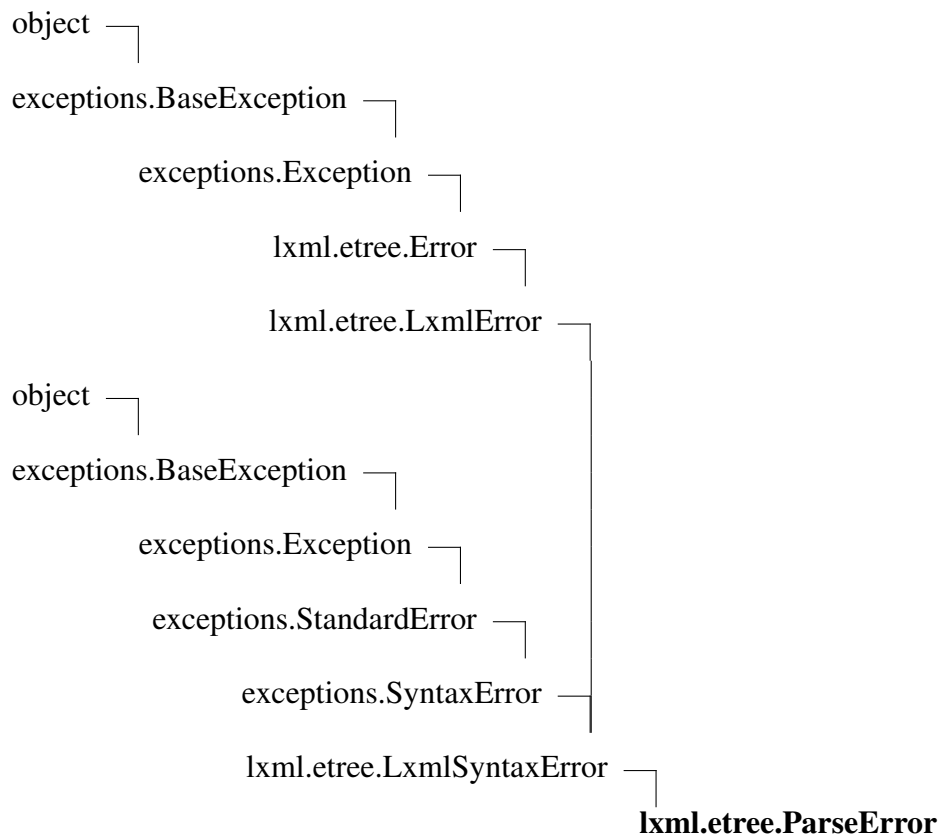 object
exceptions.BaseException
exceptions.Exception
lxml.etree.Error
lxml.etree.LxmlError
object
exceptions.BaseException
exceptions.Exception
exceptions.StandardError
exceptions.SyntaxError
lxml.etree.LxmlSyntaxError
lxml.etree.ParseError